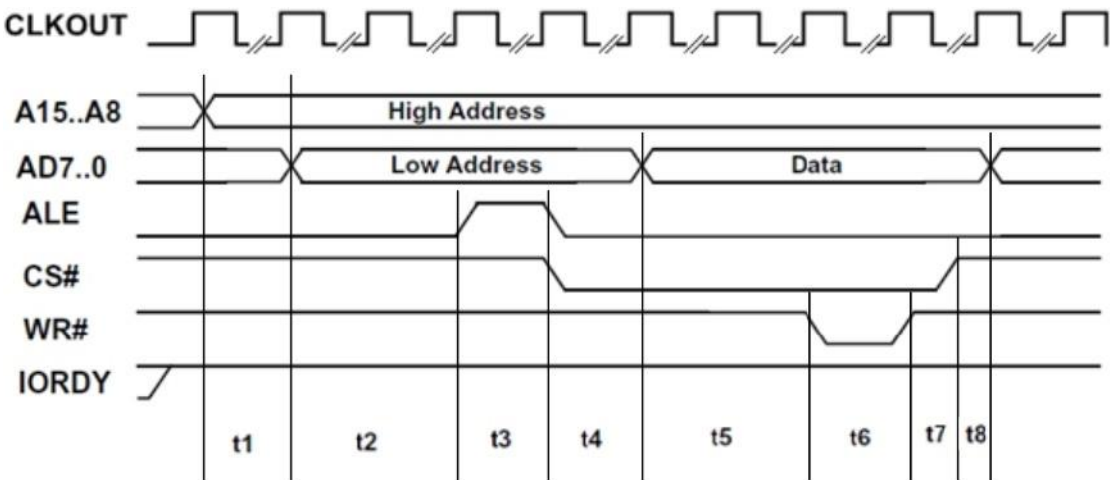 CLKOUT
A15..A8 High Address
AD7..0 Low Address Data
ALE
CS#
WR#
IORDY
t1 t2 t3 t4 t5 t6 t7 t8